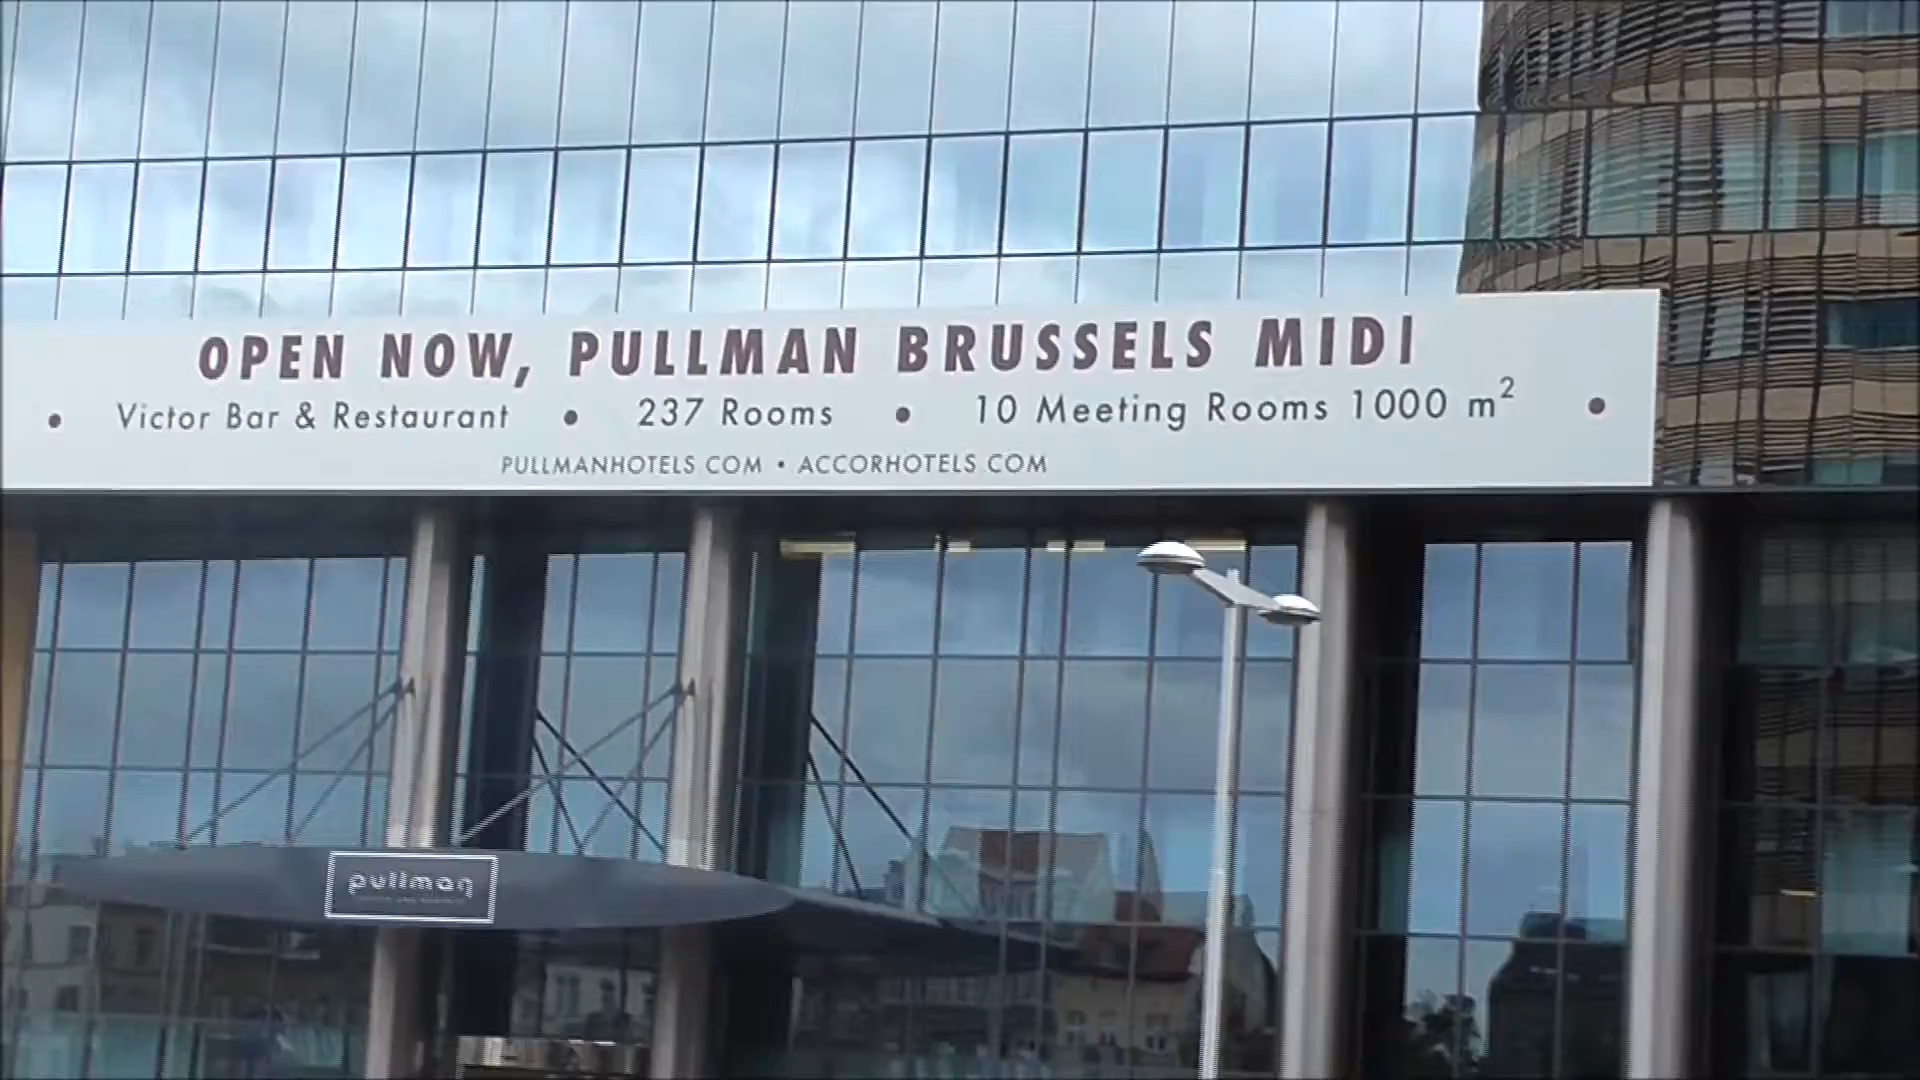 OPEN NOW, PULLMAN BRUSSELS MIDI
• Victor Bar & Restaurant • 237 Rooms • 10 Meeting Rooms 1000 m² •
PULLMANHOTELS.COM • ACCORHOTELS.COM
pullman